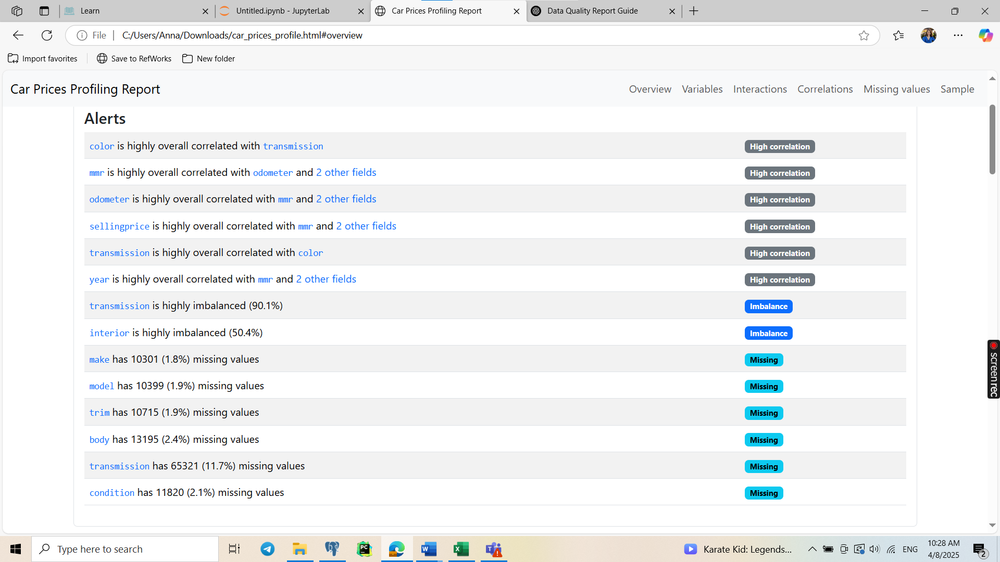 Learn
Untitled.ipynb - JupyterLab
Car Prices Profiling Report
Data Quality Report Guide
File
C:/Users/Anna/Downloads/car_prices_profile.html#overview
Import favorites
Save to RefWorks
New folder
Car Prices Profiling Report
Overview Variables Interactions Correlations Missing values Sample
Alerts
color is highly overall correlated with transmission High correlation
mmr is highly overall correlated with odometer and 2 other fields High correlation
odometer is highly overall correlated with mmr and 2 other fields High correlation
sellingprice is highly overall correlated with mmr and 2 other fields High correlation
transmission is highly overall correlated with color High correlation
year is highly overall correlated with mmr and 2 other fields High correlation
transmission is highly imbalanced (90.1%) Imbalance
interior is highly imbalanced (50.4%) Imbalance
make has 10301 (1.8%) missing values Missing
model has 10399 (1.9%) missing values Missing
trim has 10715 (1.9%) missing values Missing
body has 13195 (2.4%) missing values Missing
transmission has 65321 (11.7%) missing values Missing
condition has 11820 (2.1%) missing values Missing
screenrec
Type here to search
PC
W
X
T
Karate Kid: Legends...
ENG
10:28 AM
4/8/2025
2